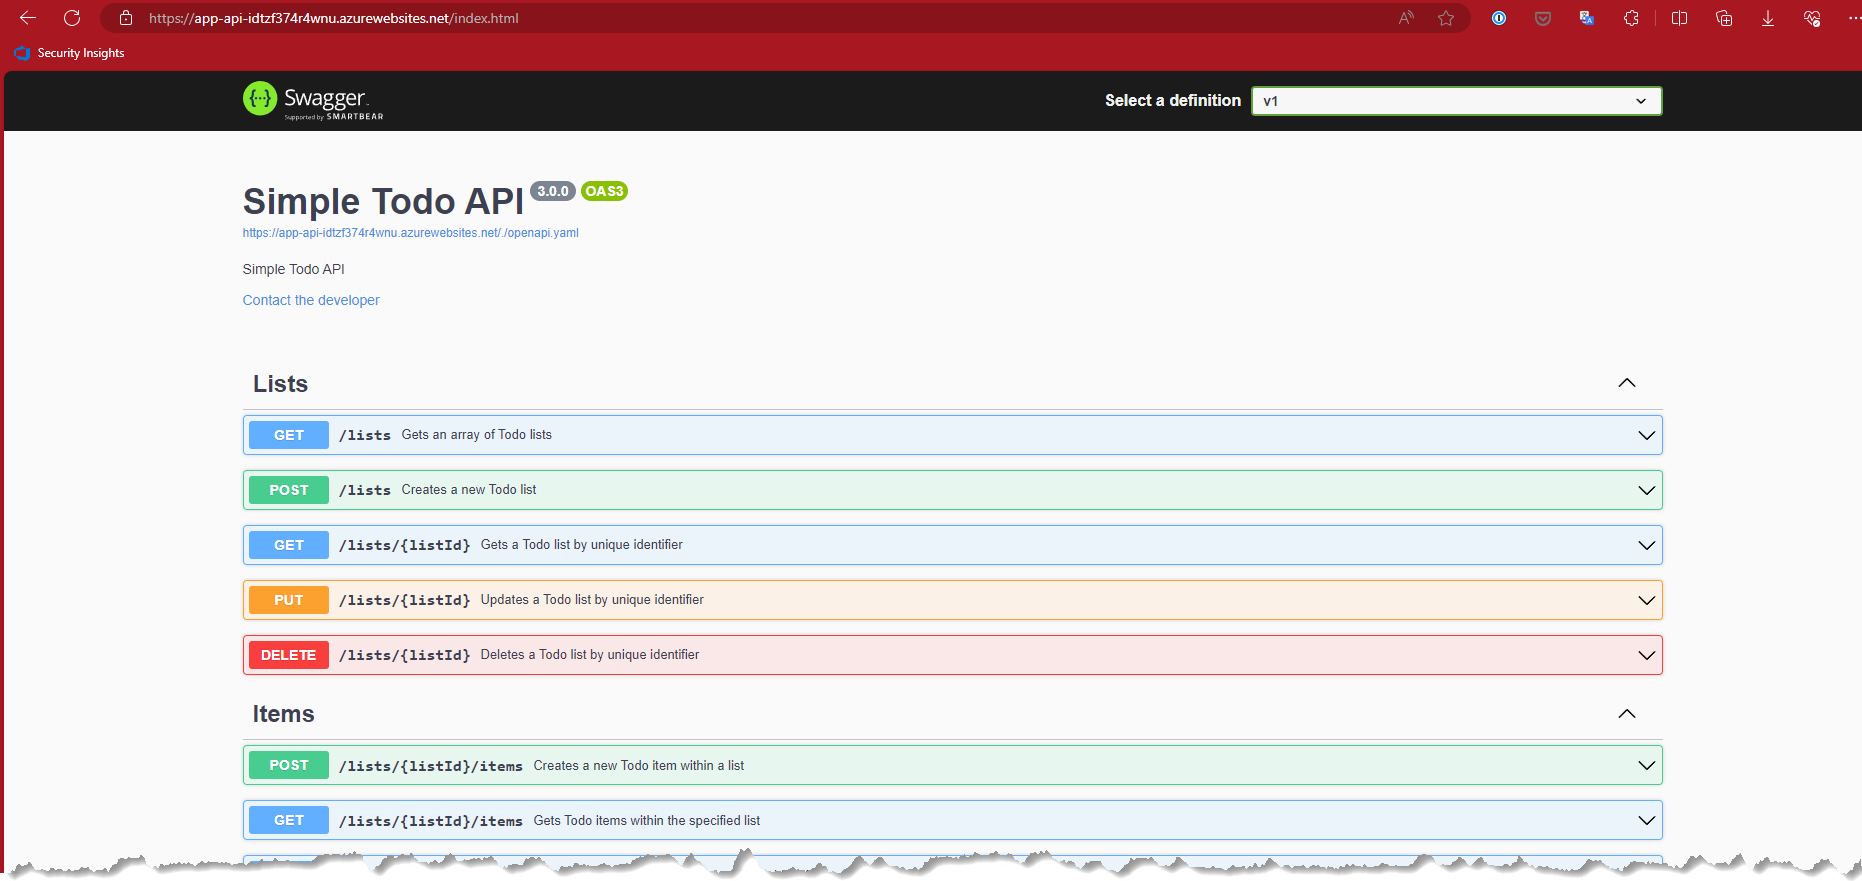 https://app-api-idtzf374r4wnu.azurewebsites.net/index.html
Security Insights
Swagger.
Supported by SMARTBEAR
Select a definition
v1
Simple Todo API 3.0.0 OAS3
https://app-api-idtzf374r4wnu.azurewebsites.net/./openapi.yaml
Simple Todo API
Contact the developer
Lists
GET /lists Gets an array of Todo lists
POST /lists Creates a new Todo list
GET /lists/{listId} Gets a Todo list by unique identifier
PUT /lists/{listId} Updates a Todo list by unique identifier
DELETE /lists/{listId} Deletes a Todo list by unique identifier
Items
POST /lists/{listId}/items Creates a new Todo item within a list
GET /lists/{listId}/items Gets Todo items within the specified list